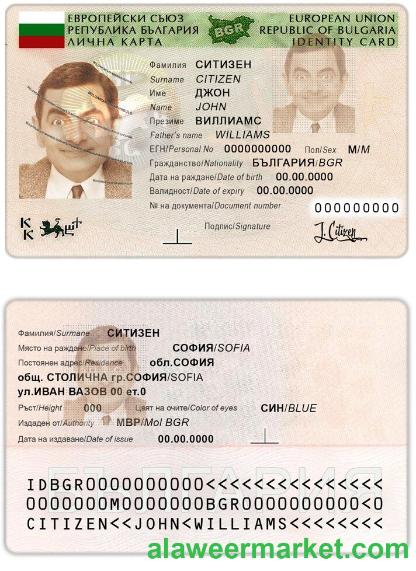 ЕВРОПЕЙСКИ СЪЮЗ EUROPEAN UNION
РЕПУБЛИКА БЪЛГАРИЯ BGR REPUBLIC OF BULGARIA
ЛИЧНА КАРТА IDENTITY CARD
Фамилия СИТИЗЕН
Surname CITIZEN
Име ДЖОН
Name JOHN
Презиме ВИЛЛИАМС
Father's name WILLIAMS
ЕГН/Personal No 0000000000 Пол/Sex М/M
Гражданство/Nationality БЪЛГАРИЯ/BGR
Дата на раждане/Date of birth 00.00.0000
Валидност/Date of expiry 00.00.0000
№ на документа/Document number 000000000
Подпис/Signature J. Citizen
K
K
Фамилия/Surname СИТИЗЕН
Място на раждане/Place of birth СОФИЯ/SOFIA
Постоянен адрес/Residence обл.СОФИЯ
общ. СТОЛИЧНА гр.СОФИЯ/SOFIA
ул.ИВАН ВАЗОВ 00 ет.0
Ръст/Height 000 Цвят на очите/Color of eyes СИН/BLUE
Издаден от/Authority МВР/MoI BGR
Дата на издаване/Date of issue 00.00.0000
БЪЛГАРИЯ
IDBGR0000000000<<<<<<<<<<<<<<<
0000000000000000BGR00000000000<0
CITIZEN<<JOHN<WILLIAMS<<<<<<<<
alaweermarket.com